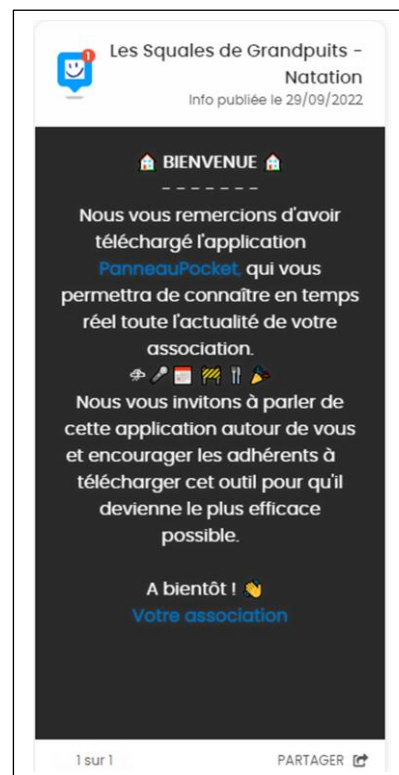 1
Les Squales de Grandpuits -
Natation
Info publiée le 29/09/2022
🏠 BIENVENUE 🏠
- - - - - - -
Nous vous remercions d'avoir
téléchargé l'application
PanneauPocket, qui vous
permettra de connaître en temps
réel toute l'actualité de votre
association.
Nous vous invitons à parler de
cette application autour de vous
et encourager les adhérents à
télécharger cet outil pour qu'il
devienne le plus efficace
possible.
A bientôt ! 👋
Votre association
1 sur 1
PARTAGER